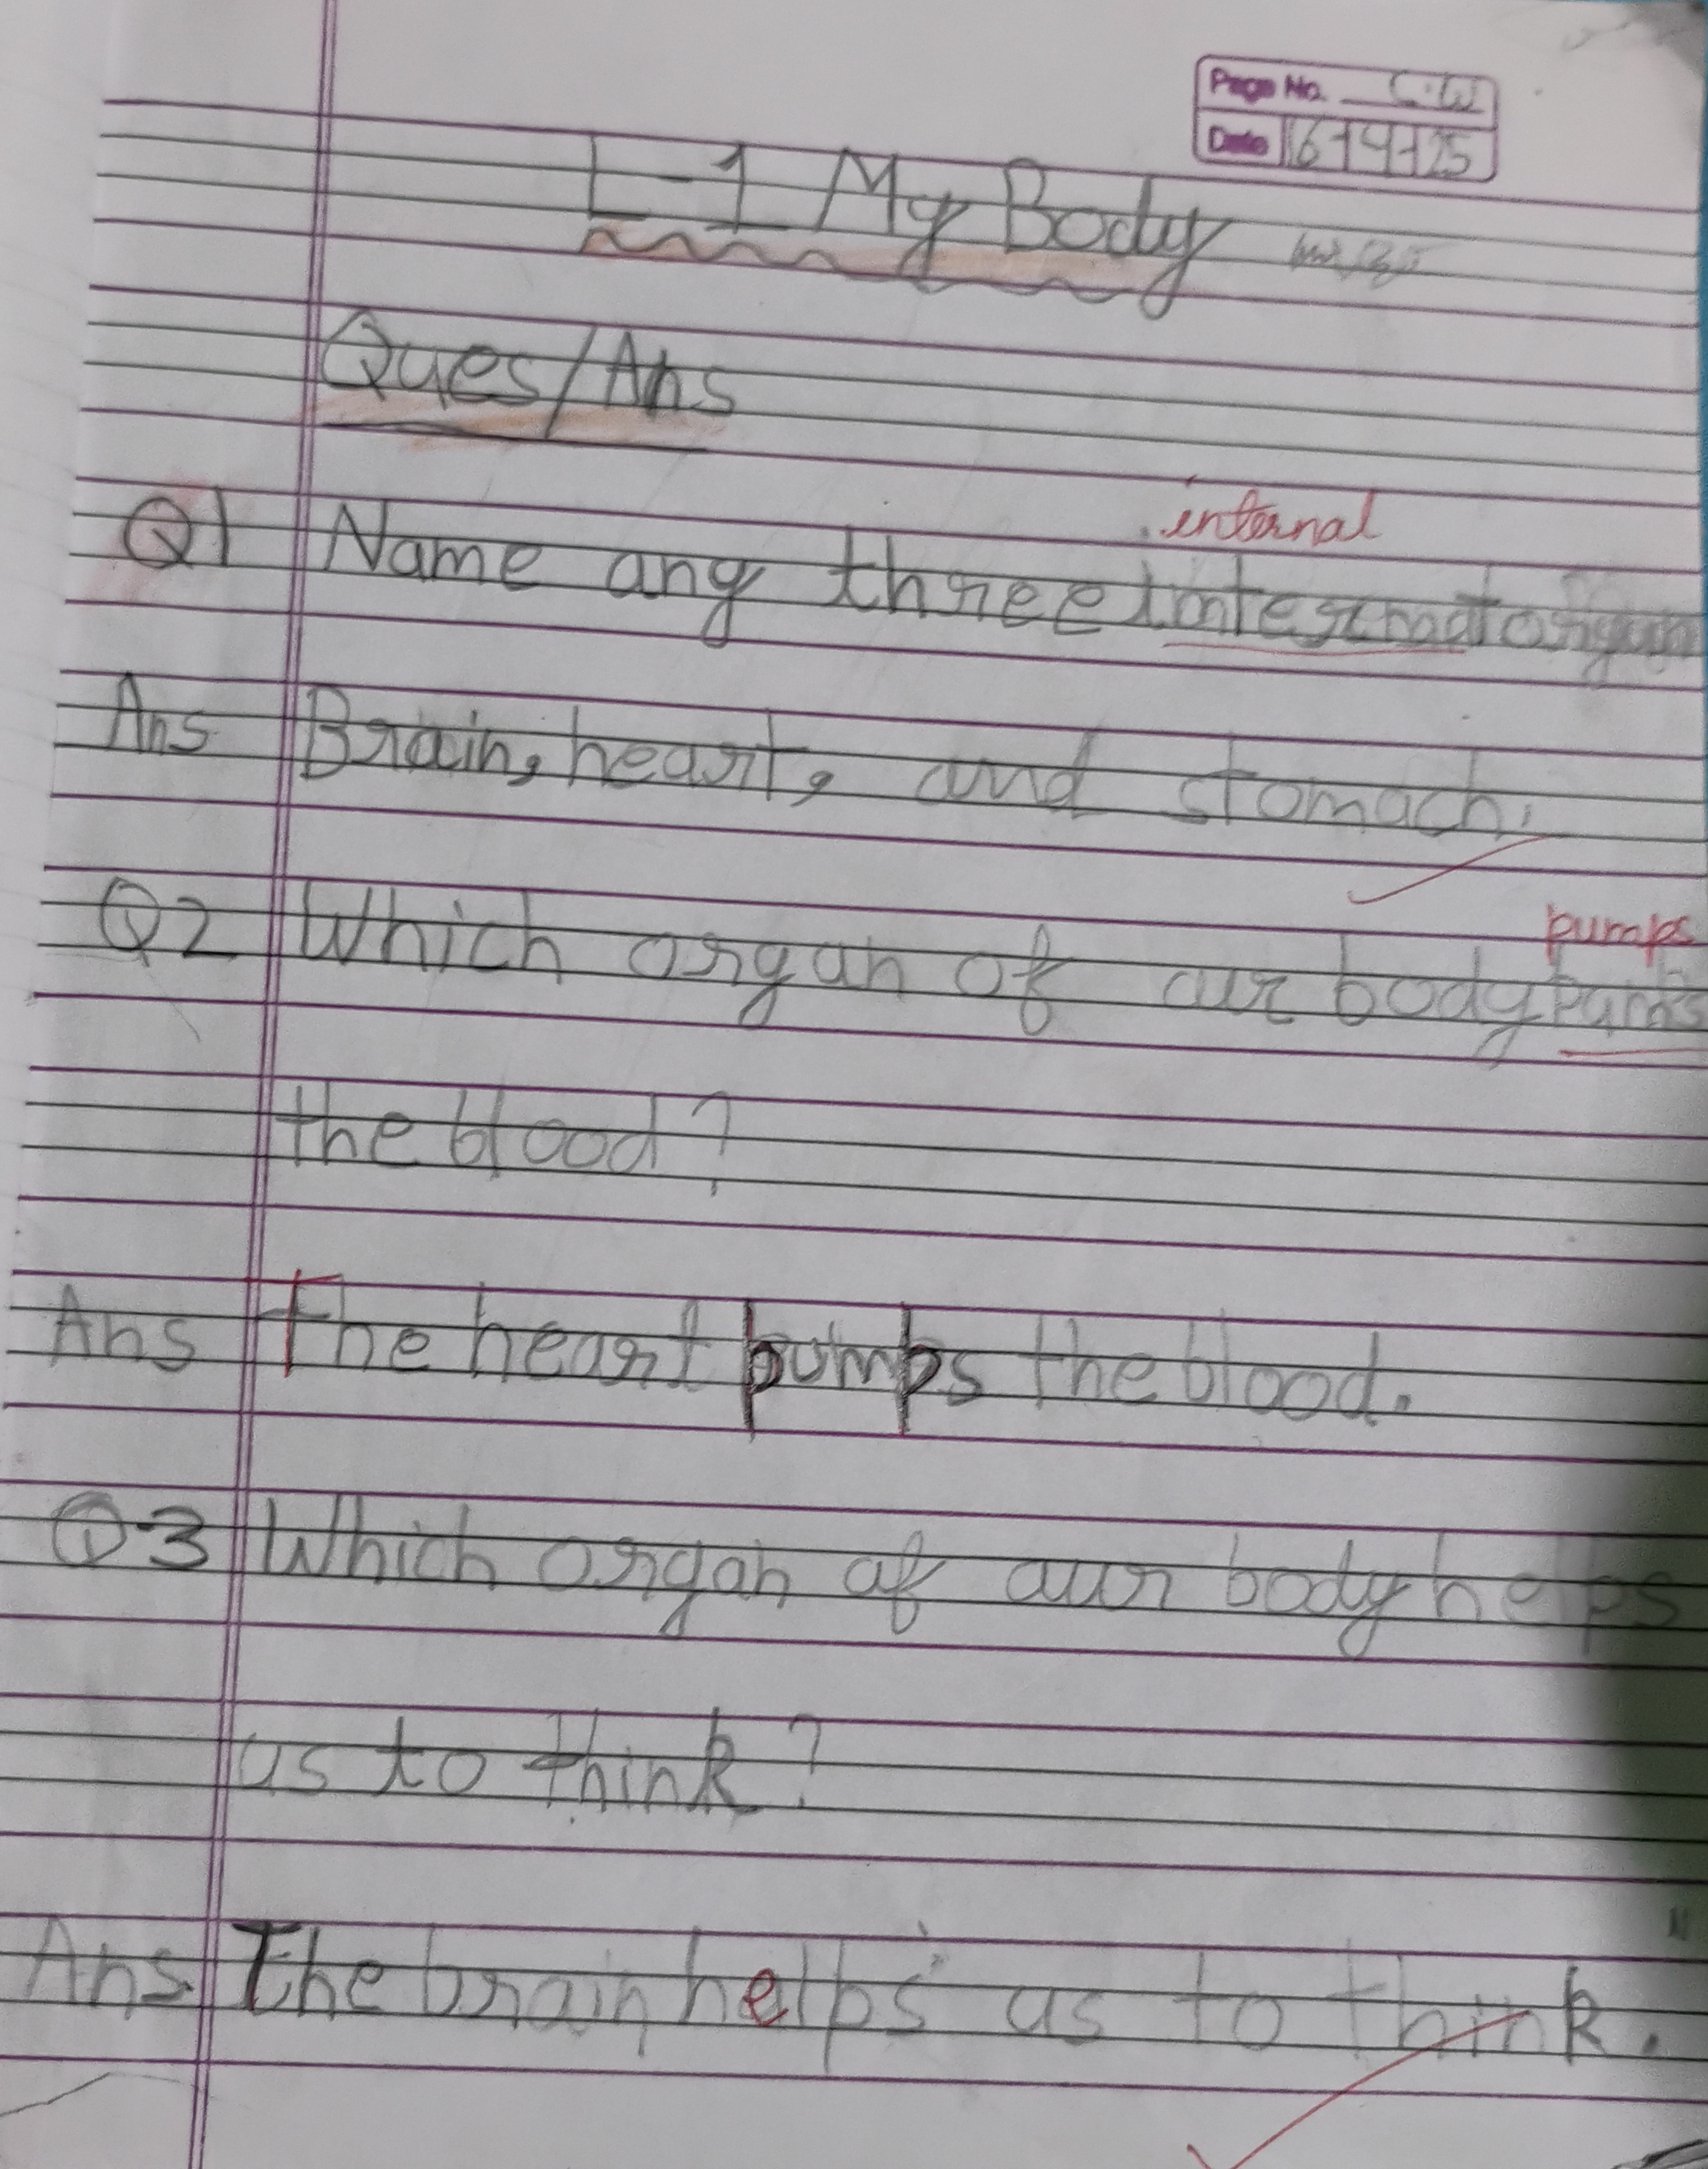 Page No. C.W
Date 16/4/25
L-1 My Body
Ques/Ans
internal
Q1 Name any three organ
Ans Brain, heart, and stomach.
pumps
Q2 Which organ of our body
the blood?
Ans The heart pumps the blood.
Q3 Which organ of our body helps
us to think?
Ans The brain helps us to think.